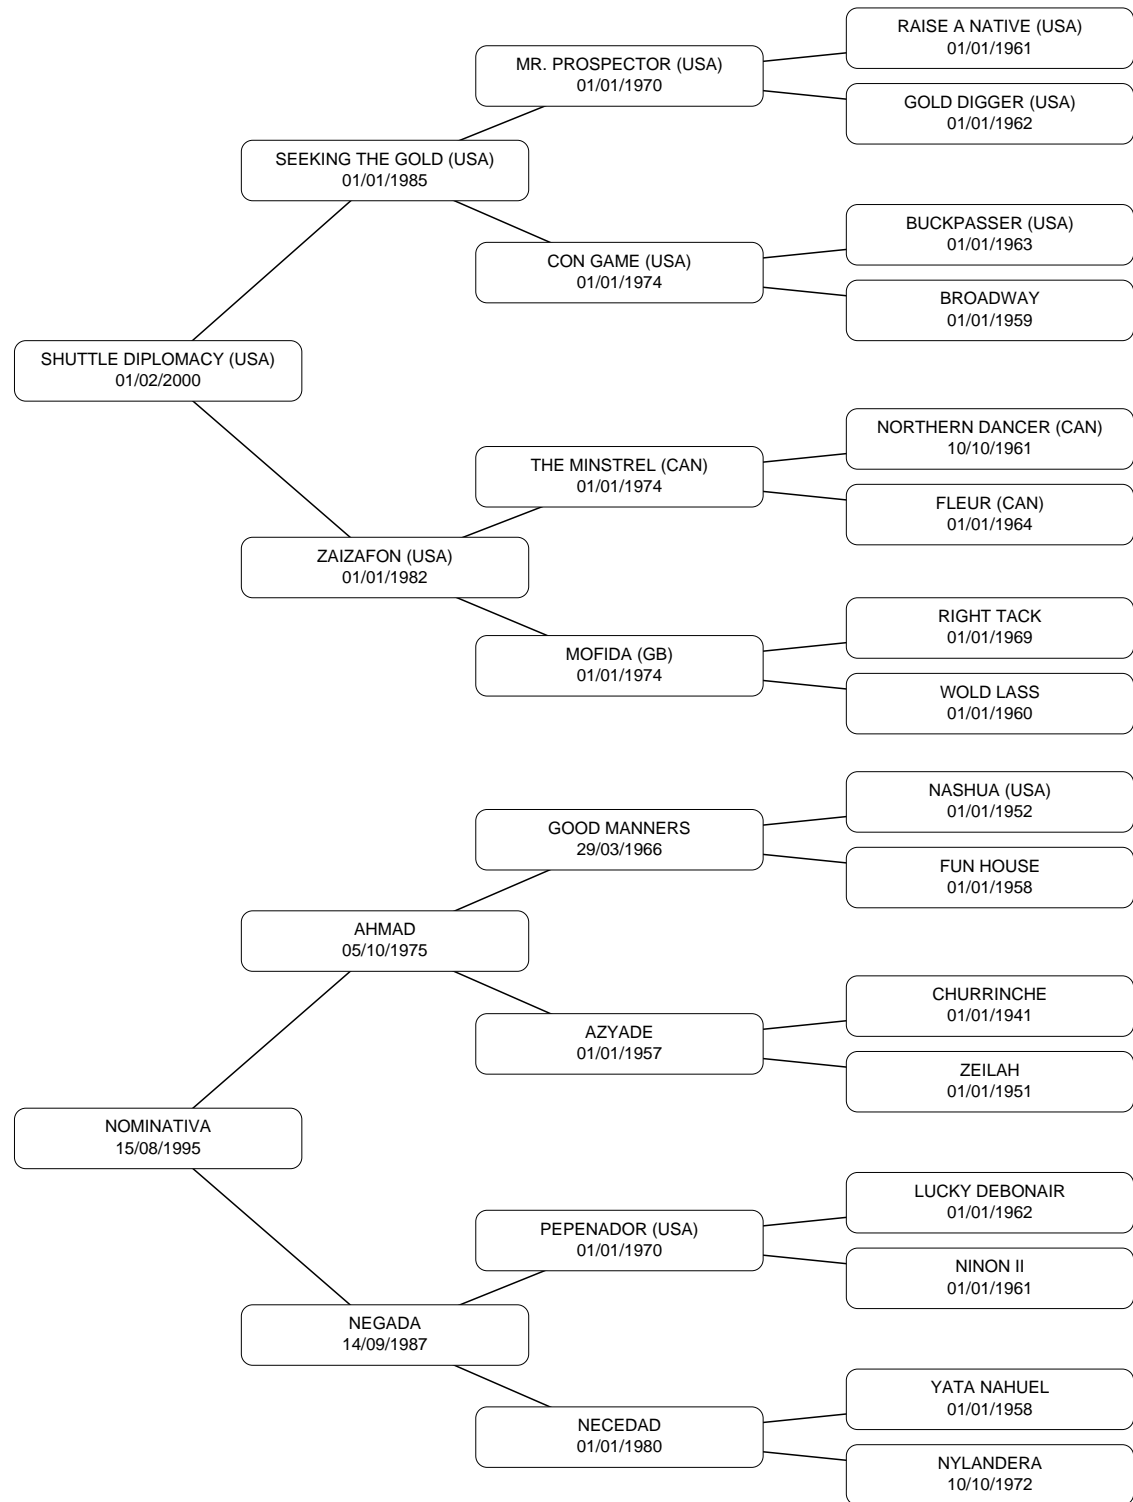 RAISE A NATIVE (USA)
01/01/1961
MR. PROSPECTOR (USA)
01/01/1970
GOLD DIGGER (USA)
01/01/1962
SEEKING THE GOLD (USA)
01/01/1985
BUCKPASSER (USA)
01/01/1963
CON GAME (USA)
01/01/1974
BROADWAY
01/01/1959
SHUTTLE DIPLOMACY (USA)
01/02/2000
NORTHERN DANCER (CAN)
10/10/1961
THE MINSTREL (CAN)
01/01/1974
FLEUR (CAN)
01/01/1964
ZAIZAFON (USA)
01/01/1982
RIGHT TACK
01/01/1969
MOFIDA (GB)
01/01/1974
WOLD LASS
01/01/1960
NASHUA (USA)
01/01/1952
GOOD MANNERS
29/03/1966
FUN HOUSE
01/01/1958
AHMAD
05/10/1975
CHURRINCHE
01/01/1941
AZYADE
01/01/1957
ZEILAH
01/01/1951
NOMINATIVA
15/08/1995
LUCKY DEBONAIR
01/01/1962
PEPENADOR (USA)
01/01/1970
NINON II
01/01/1961
NEGADA
14/09/1987
YATA NAHUEL
01/01/1958
NECEDAD
01/01/1980
NYLANDERA
10/10/1972